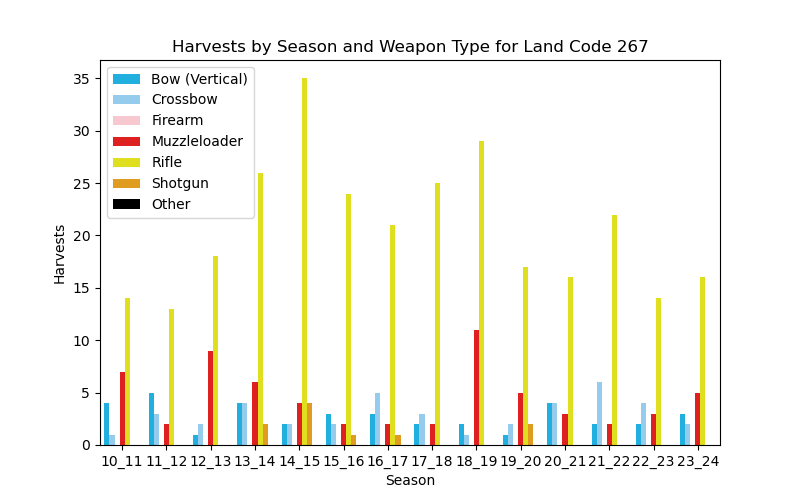 Harvests by Season and Weapon Type for Land Code 267
35
30
25
20
15
10
5
0
Harvests
Bow (Vertical)
Crossbow
Firearm
Muzzleloader
Rifle
Shotgun
Other
10_11 11_12 12_13 13_14 14_15 15_16 16_17 17_18 18_19 19_20 20_21 21_22 22_23 23_24
Season